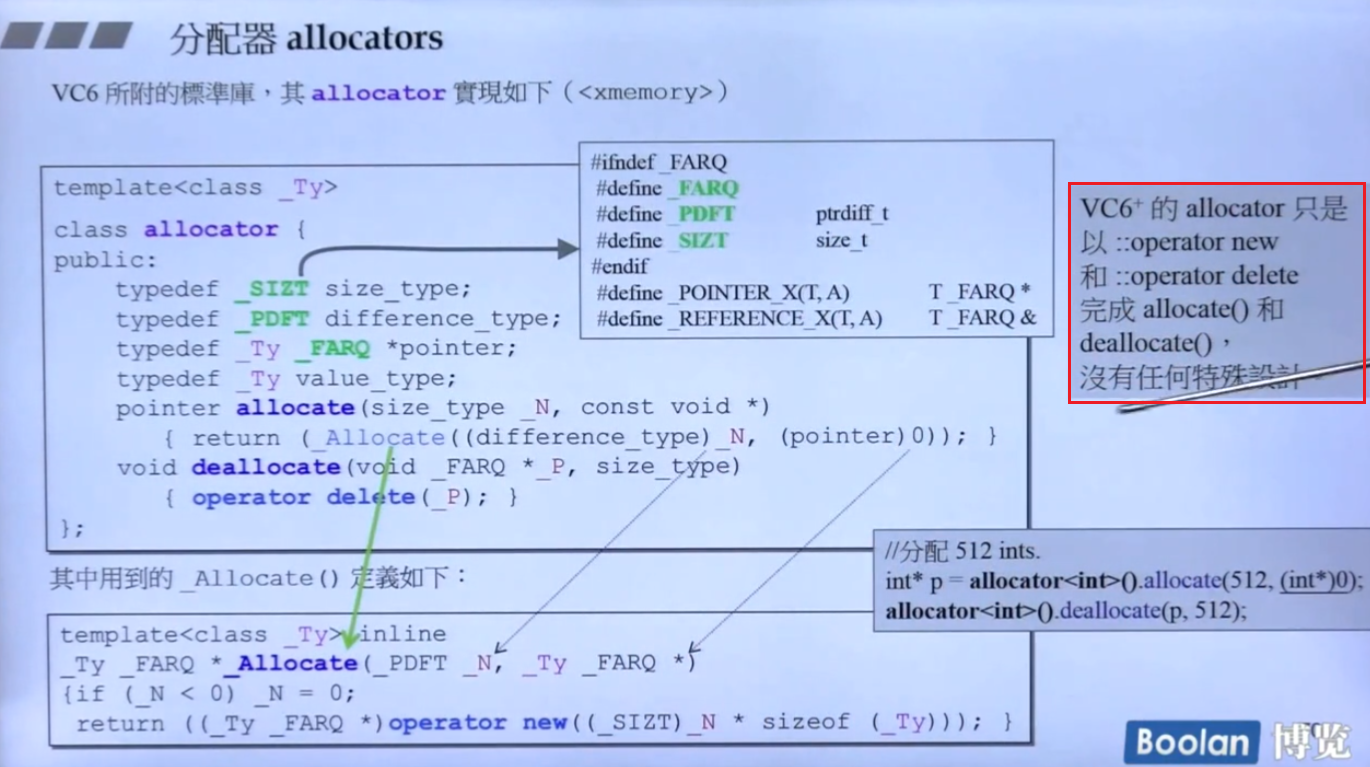 分配器 allocators
VC6 所附的標準庫，其 allocator 實現如下（<xmemory>）
template<class _Ty>
class allocator {
public:
typedef _SIZT size_type;
typedef _PDFT difference_type;
typedef _Ty _FARQ *pointer;
typedef _Ty value_type;
pointer allocate(size_type _N, const void *)
{ return (_Allocate((difference_type)_N, (pointer)0)); }
void deallocate(void _FARQ *_P, size_type)
{ operator delete(_P); }
};
#ifndef _FARQ
#define _FARQ
#define _PDFT ptrdiff_t
#define _SIZT size_t
#endif
#define _POINTER_X(T, A) T _FARQ *
#define _REFERENCE_X(T, A) T _FARQ &
VC6+ 的 allocator 只是
以 ::operator new
和 ::operator delete
完成 allocate() 和
deallocate()，
沒有任何特殊設計。
//分配 512 ints.
int* p = allocator<int>().allocate(512, (int*)0);
allocator<int>().deallocate(p, 512);
其中用到的 _Allocate() 定義如下：
template<class _Ty> inline
_Ty _FARQ *_Allocate(_PDFT _N, _Ty _FARQ *)
{if (_N < 0) _N = 0;
return ((_Ty _FARQ *)operator new((_SIZT)_N * sizeof (_Ty))); }
Boolan 博览